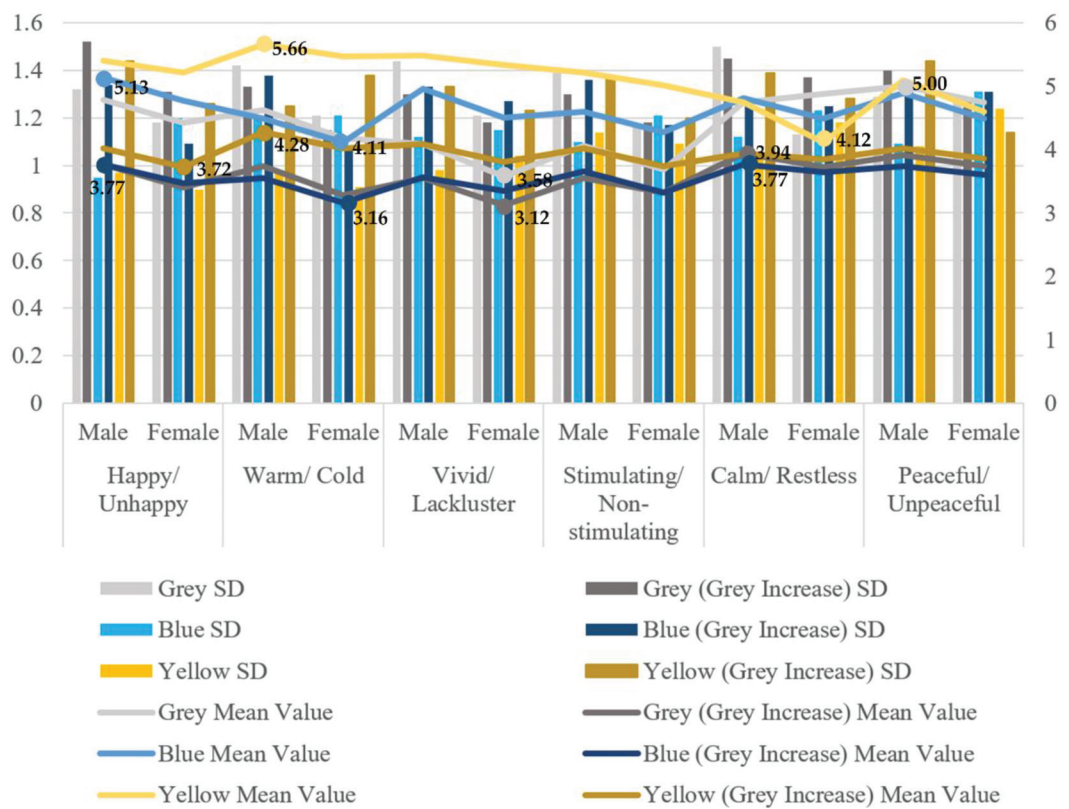 1.6
1.4
1.2
1
0.8
0.6
0.4
0.2
0
6
5
4
3
2
1
0
5.13
3.77
3.72
5.66
4.28
4.11
3.16
3.58
3.12
3.94
3.77
4.12
5.00
Male Female Male Female Male Female Male Female Male Female Male Female
Happy/ Warm/ Cold Vivid/ Stimulating/ Calm/ Restless Peaceful/
Unhappy Lackluster Non- Unpeaceful
stimulating
Grey SD Grey (Grey Increase) SD
Blue SD Blue (Grey Increase) SD
Yellow SD Yellow (Grey Increase) SD
Grey Mean Value Grey (Grey Increase) Mean Value
Blue Mean Value Blue (Grey Increase) Mean Value
Yellow Mean Value Yellow (Grey Increase) Mean Value